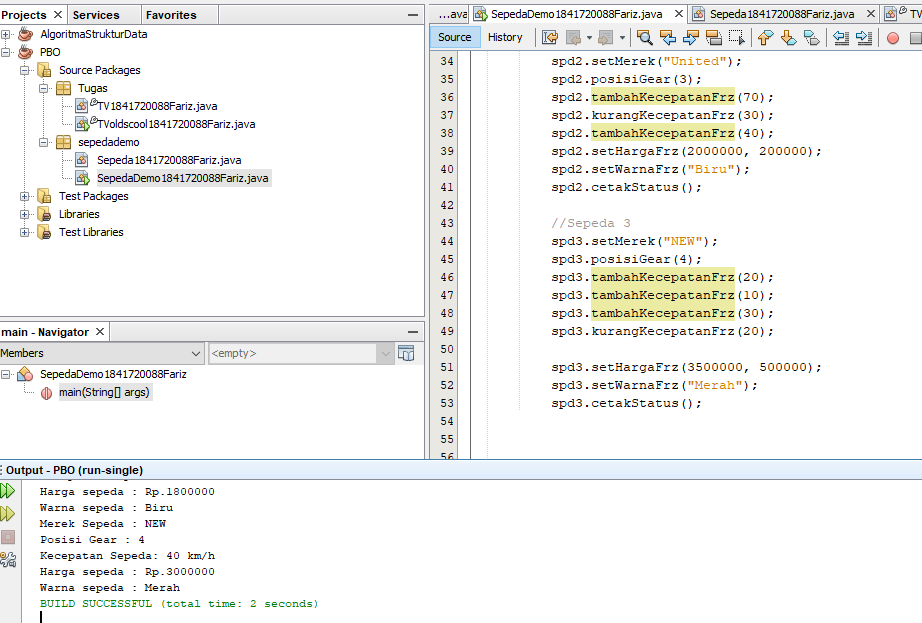 Projects × Services Favorites
AlgoritmaStrukturData
PBO
Source Packages
Tugas
TV1841720088Fariz.java
TVoldscool1841720088Fariz.java
sepedademo
Sepeda1841720088Fariz.java
SepedaDemo1841720088Fariz.java
Test Packages
Libraries
Test Libraries
main - Navigator ×
Members <empty>
SepedaDemo1841720088Fariz
main(String[] args)
...ava SepedaDemo1841720088Fariz.java × Sepeda1841720088Fariz.java × TV
Source History
34 spd2.setMerek("United");
35 spd2.posisiGear(3);
36 spd2.tambahKecepatanFrz(70);
37 spd2.kurangKecepatanFrz(30);
38 spd2.tambahKecepatanFrz(40);
39 spd2.setHargaFrz(2000000, 200000);
40 spd2.setWarnaFrz("Biru");
41 spd2.cetakStatus();
42
43 //Sepeda 3
44 spd3.setMerek("NEW");
45 spd3.posisiGear(4);
46 spd3.tambahKecepatanFrz(20);
47 spd3.tambahKecepatanFrz(10);
48 spd3.tambahKecepatanFrz(30);
49 spd3.kurangKecepatanFrz(20);
50
51 spd3.setHargaFrz(3500000, 500000);
52 spd3.setWarnaFrz("Merah");
53 spd3.cetakStatus();
54
55
56
Output - PBO (run-single)
Harga sepeda : Rp.1800000
Warna sepeda : Biru
Merek Sepeda : NEW
Posisi Gear : 4
Kecepatan Sepeda: 40 km/h
Harga sepeda : Rp.3000000
Warna sepeda : Merah
BUILD SUCCESSFUL (total time: 2 seconds)